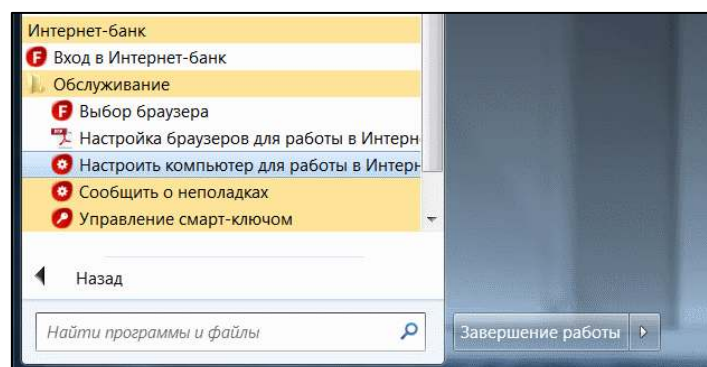 Интернет-банк
Вход в Интернет-банк
Обслуживание
Выбор браузера
Настройка браузеров для работы в Интерн
Настроить компьютер для работы в Интерн
Сообщить о неполадках
Управление смарт-ключом
Назад
Найти программы и файлы
Завершение работы